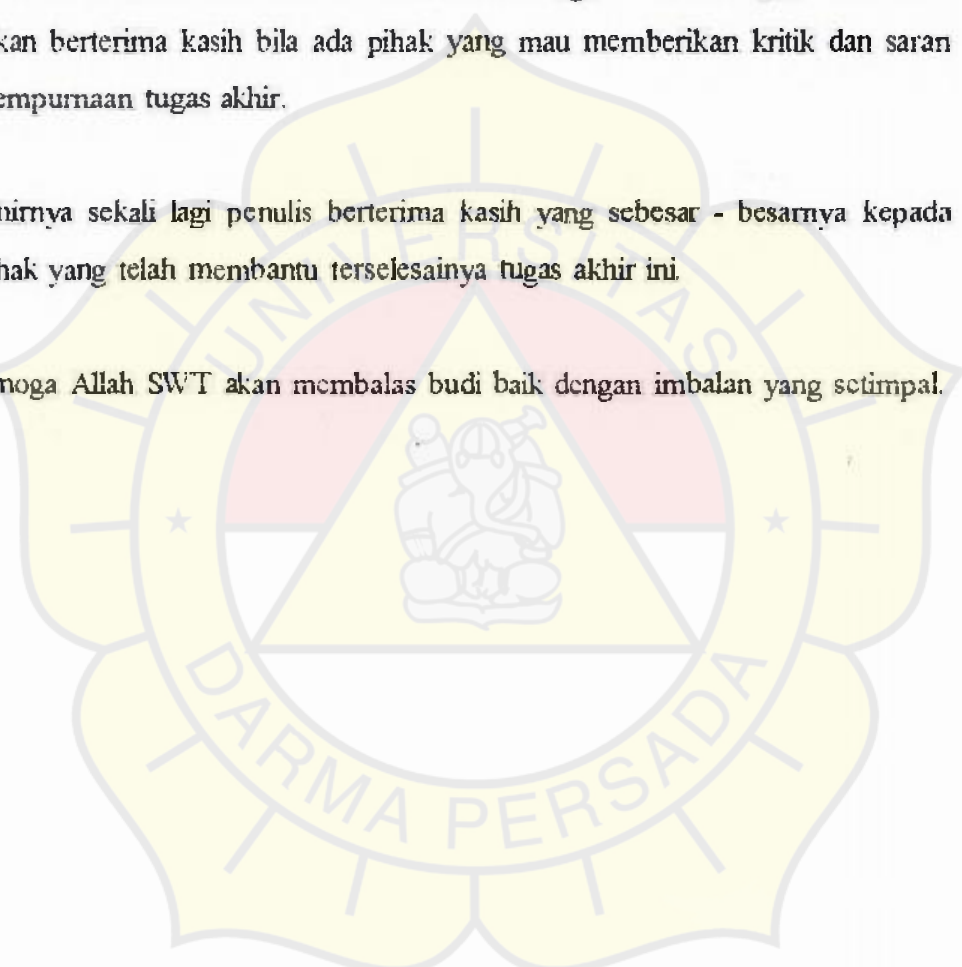 kan berterima kasih bila ada pihak yang mau memberikan kritik dan saran
empurnaan tugas akhir.
hirnya sekali lagi penulis berterima kasih yang sebesar - besarnya kepada
hak yang telah membantu terselesainya tugas akhir ini.
moga Allah SWT akan membalas budi baik dengan imbalan yang setimpal.
UNIVERSITAS
DARMA PERSADA